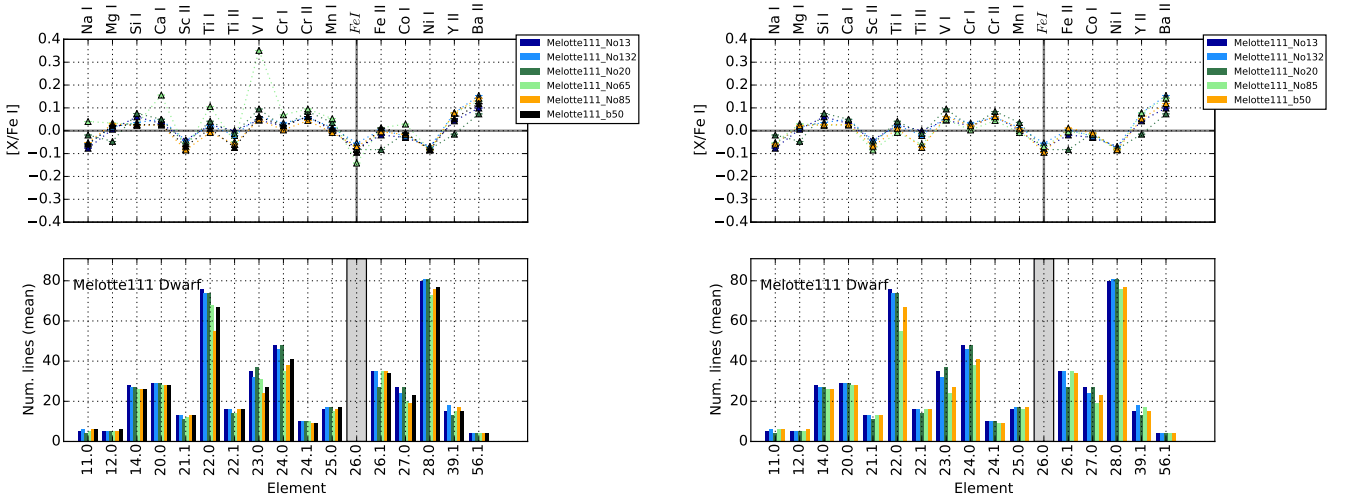 Na I Mg I Si I Ca I Sc II Ti I Ti II V I Cr I Cr II Mn I FeI Fe II Co I Ni I Y II Ba II
0.4
0.3
0.2
0.1
0.0
−0.1
−0.2
−0.3
−0.4
[X/Fe I]
Melotte111_No13
Melotte111_No132
Melotte111_No20
Melotte111_No65
Melotte111_No85
Melotte111_b50
80
60
40
20
0
Num. lines (mean)
Melotte111 Dwarf
11.0 12.0 14.0 20.0 21.1 22.0 22.1 23.0 24.0 24.1 25.0 26.0 26.1 27.0 28.0 39.1 56.1
Element
Na I Mg I Si I Ca I Sc II Ti I Ti II V I Cr I Cr II Mn I FeI Fe II Co I Ni I Y II Ba II
0.4
0.3
0.2
0.1
0.0
−0.1
−0.2
−0.3
−0.4
[X/Fe I]
Melotte111_No13
Melotte111_No132
Melotte111_No20
Melotte111_No85
Melotte111_b50
80
60
40
20
0
Num. lines (mean)
Melotte111 Dwarf
11.0 12.0 14.0 20.0 21.1 22.0 22.1 23.0 24.0 24.1 25.0 26.0 26.1 27.0 28.0 39.1 56.1
Element